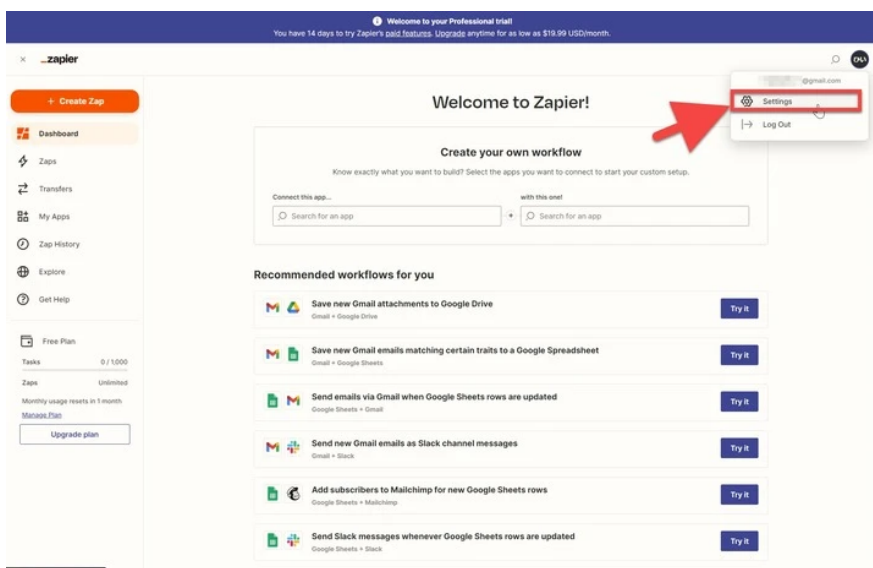 Welcome to your Professional trial!
You have 14 days to try Zapier's paid features. Upgrade anytime for as low as $19.99 USD/month.
_zapier
@gmail.com
Settings
Log Out
+ Create Zap
Dashboard
Zaps
Transfers
My Apps
Zap History
Explore
Get Help
Free Plan
Tasks 0 / 1,000
Zaps Unlimited
Monthly usage resets in 1 month
Manage Plan
Upgrade plan
Welcome to Zapier!
Create your own workflow
Know exactly what you want to build? Select the apps you want to connect to start your custom setup.
Connect this app... with this one!
Search for an app Search for an app
Recommended workflows for you
Save new Gmail attachments to Google Drive
Gmail + Google Drive
Try it
Save new Gmail emails matching certain traits to a Google Spreadsheet
Gmail + Google Sheets
Try it
Send emails via Gmail when Google Sheets rows are updated
Google Sheets + Gmail
Try it
Send new Gmail emails as Slack channel messages
Gmail + Slack
Try it
Add subscribers to Mailchimp for new Google Sheets rows
Google Sheets + Mailchimp
Try it
Send Slack messages whenever Google Sheets rows are updated
Google Sheets + Slack
Try it